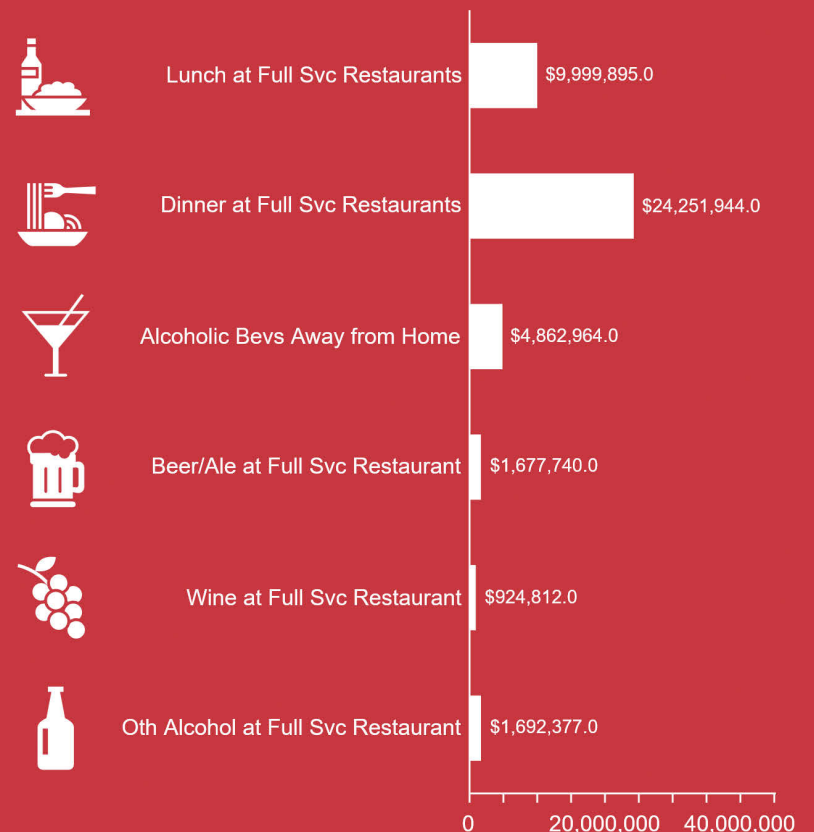 Lunch at Full Svc Restaurants $9,999,895.0
Dinner at Full Svc Restaurants $24,251,944.0
Alcoholic Bevs Away from Home $4,862,964.0
Beer/Ale at Full Svc Restaurant $1,677,740.0
Wine at Full Svc Restaurant $924,812.0
Oth Alcohol at Full Svc Restaurant $1,692,377.0
0 20,000,000 40,000,000